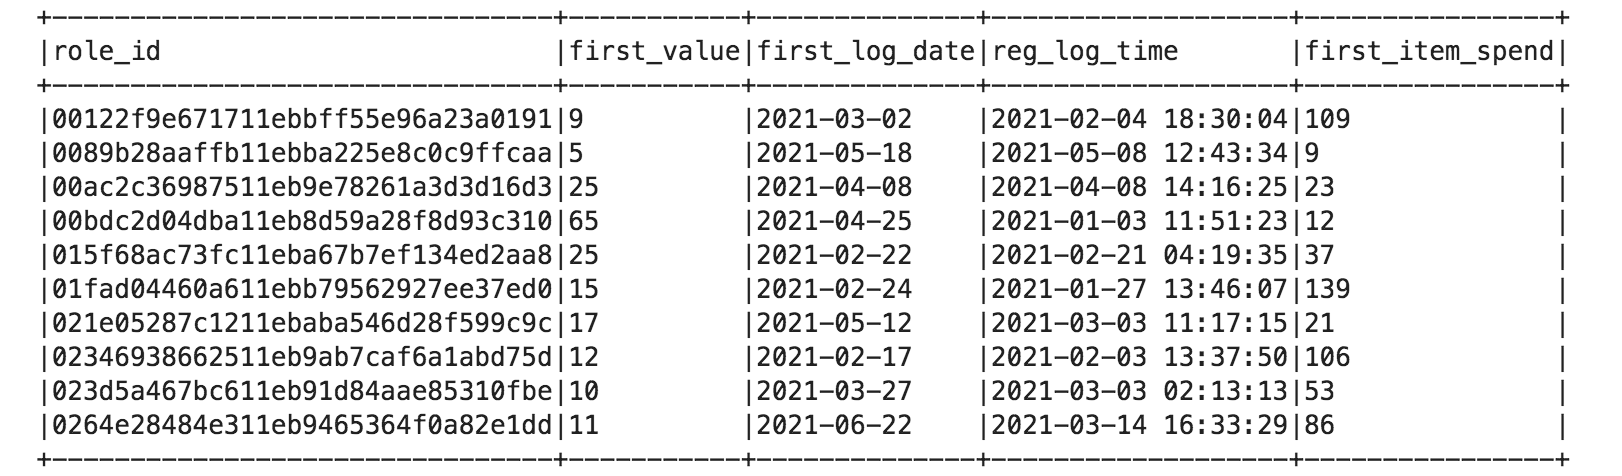 +---------------------------------+-----------+--------------+-------------------+----------------+
|role_id                          |first_value|first_log_date|reg_log_time       |first_item_spend|
+---------------------------------+-----------+--------------+-------------------+----------------+
|00122f9e671711ebbff55e96a23a0191|9          |2021-03-02    |2021-02-04 18:30:04|109             |
|0089b28aaffb11ebba225e8c0c9ffcaa|5          |2021-05-18    |2021-05-08 12:43:34|9               |
|00ac2c36987511eb9e78261a3d3d16d3|25         |2021-04-08    |2021-04-08 14:16:25|23              |
|00bdc2d04dba11eb8d59a28f8d93c310|65         |2021-04-25    |2021-01-03 11:51:23|12              |
|015f68ac73fc11eba67b7ef134ed2aa8|25         |2021-02-22    |2021-02-21 04:19:35|37              |
|01fad04460a611ebb79562927ee37ed0|15         |2021-02-24    |2021-01-27 13:46:07|139             |
|021e05287c1211ebaba546d28f599c9c|17         |2021-05-12    |2021-03-03 11:17:15|21              |
|02346938662511eb9ab7caf6a1abd75d|12         |2021-02-17    |2021-02-03 13:37:50|106             |
|023d5a467bc611eb91d84aae85310fbe|10         |2021-03-27    |2021-03-03 02:13:13|53              |
|0264e28484e311eb9465364f0a82e1dd|11         |2021-06-22    |2021-03-14 16:33:29|86              |
+---------------------------------+-----------+--------------+-------------------+----------------+